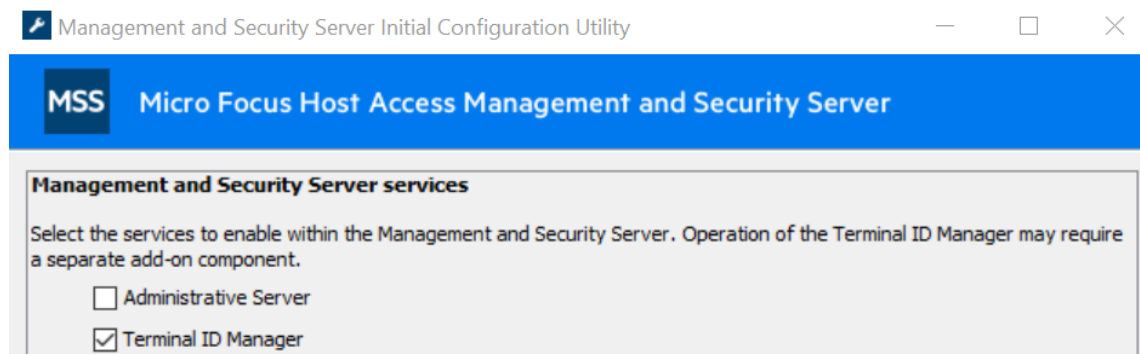 Management and Security Server Initial Configuration Utility
MSS Micro Focus Host Access Management and Security Server
Management and Security Server services
Select the services to enable within the Management and Security Server. Operation of the Terminal ID Manager may require
a separate add-on component.
Administrative Server
Terminal ID Manager